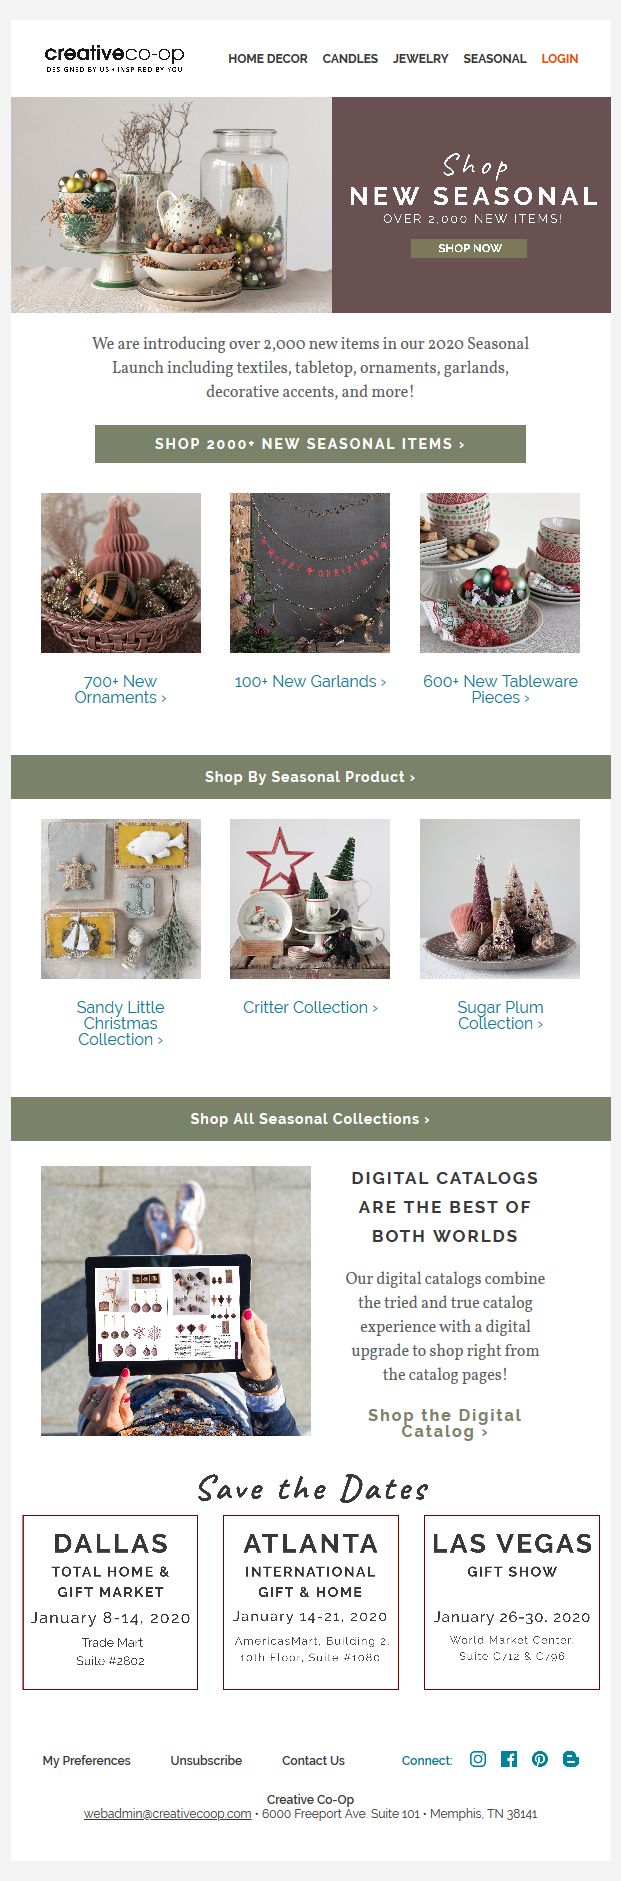 creativeco-op
DESIGNED BY US • INSPIRED BY YOU
HOME DECOR CANDLES JEWELRY SEASONAL LOGIN
Shop
NEW SEASONAL
OVER 2,000 NEW ITEMS!
SHOP NOW
We are introducing over 2,000 new items in our 2020 Seasonal
Launch including textiles, tabletop, ornaments, garlands,
decorative accents, and more!
SHOP 2000+ NEW SEASONAL ITEMS ›
MERRY CHRISTMAS
700+ New
Ornaments ›
100+ New Garlands ›
600+ New Tableware
Pieces ›
Shop By Seasonal Product ›
Sandy Little
Christmas
Collection ›
Critter Collection ›
Sugar Plum
Collection ›
Shop All Seasonal Collections ›
DIGITAL CATALOGS
ARE THE BEST OF
BOTH WORLDS
Our digital catalogs combine
the tried and true catalog
experience with a digital
upgrade to shop right from
the catalog pages!
Shop the Digital
Catalog ›
Save the Dates
DALLAS
TOTAL HOME &
GIFT MARKET
January 8-14, 2020
Trade Mart
Suite #2802
ATLANTA
INTERNATIONAL
GIFT & HOME
January 14-21, 2020
AmericasMart, Building 2,
10th Floor, Suite #1080
LAS VEGAS
GIFT SHOW
January 26-30, 2020
World Market Center,
Suite C712 & C796
My Preferences Unsubscribe Contact Us Connect:
Creative Co-Op
webadmin@creativecoop.com • 6000 Freeport Ave. Suite 101 • Memphis, TN 38141